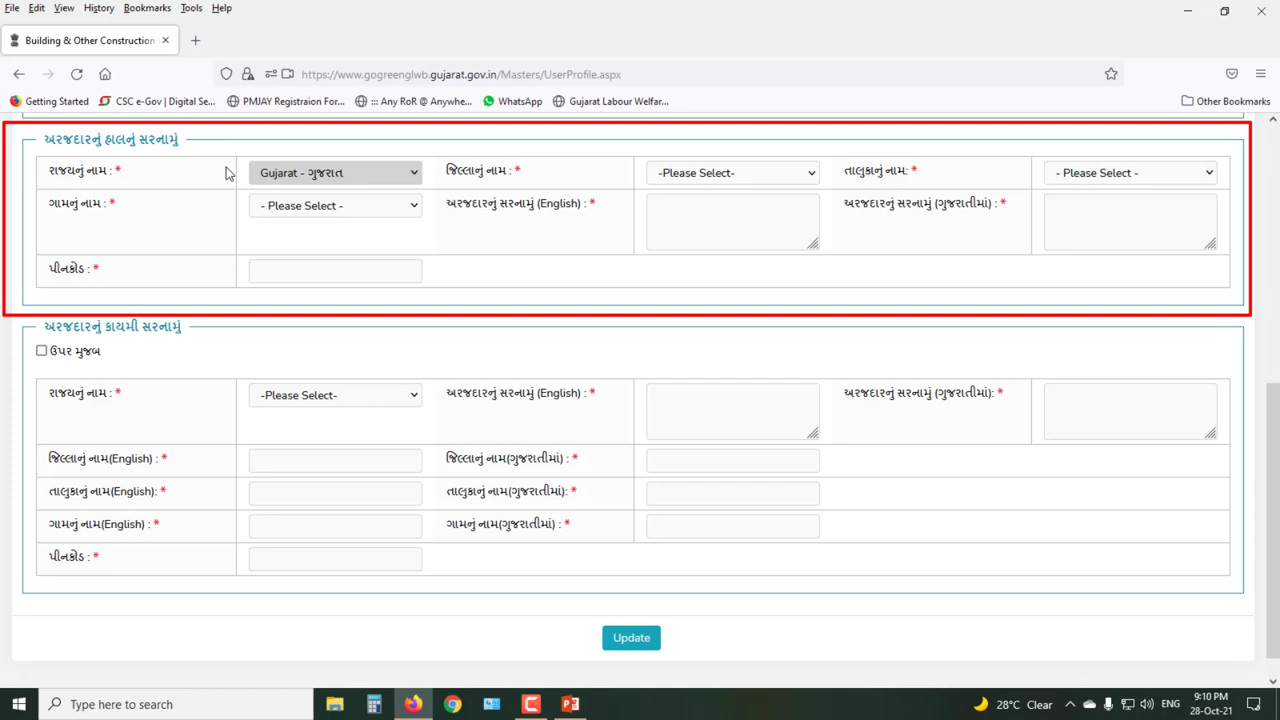 File Edit View History Bookmarks Tools Help
Building & Other Construction
https://www.gogreenglwb.gujarat.gov.in/Masters/UserProfile.aspx
Getting Started CSC e-Gov | Digital Se... PMJAY Registraion For... ::: Any RoR @ Anywhe... WhatsApp Gujarat Labour Welfar... Other Bookmarks
અરજદારનું હાલનું સરનામું
રાજ્યનું નામ : * Gujarat - ગુજરાત જિલ્લાનું નામ : * -Please Select- તાલુકાનું નામ: * - Please Select -
ગામનું નામ : * - Please Select - અરજદારનું સરનામું (English) : * અરજદારનું સરનામું (ગુજરાતીમાં) : *
પીનકોડ : *
અરજદારનું કાયમી સરનામું
ઉપર મુજબ
રાજ્યનું નામ : * -Please Select- અરજદારનું સરનામું (English) : * અરજદારનું સરનામું (ગુજરાતીમાં): *
જિલ્લાનું નામ(English) : * જિલ્લાનું નામ(ગુજરાતીમાં) : *
તાલુકાનું નામ(English): * તાલુકાનું નામ(ગુજરાતીમાં): *
ગામનું નામ(English) : * ગામનું નામ(ગુજરાતીમાં) : *
પીનકોડ : *
Update
Type here to search 28°C Clear ENG 9:10 PM
28-Oct-21